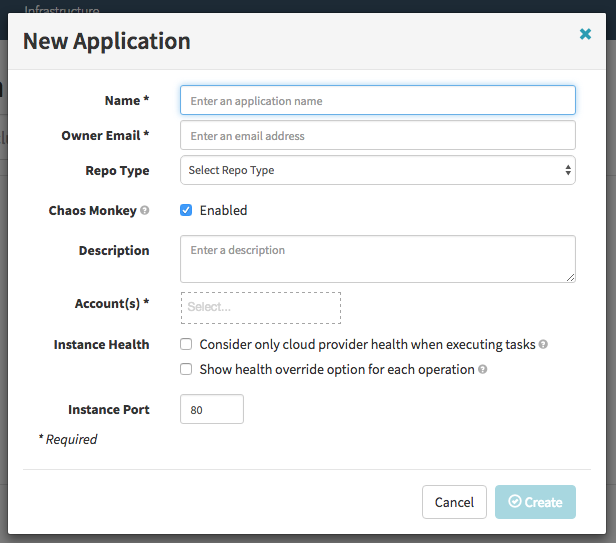 Infrastructure
New Application
Name *
Enter an application name
Owner Email *
Enter an email address
Repo Type
Select Repo Type
Chaos Monkey
Enabled
Description
Enter a description
Account(s) *
Select...
Instance Health
Consider only cloud provider health when executing tasks
Show health override option for each operation
Instance Port
80
* Required
Cancel
Create